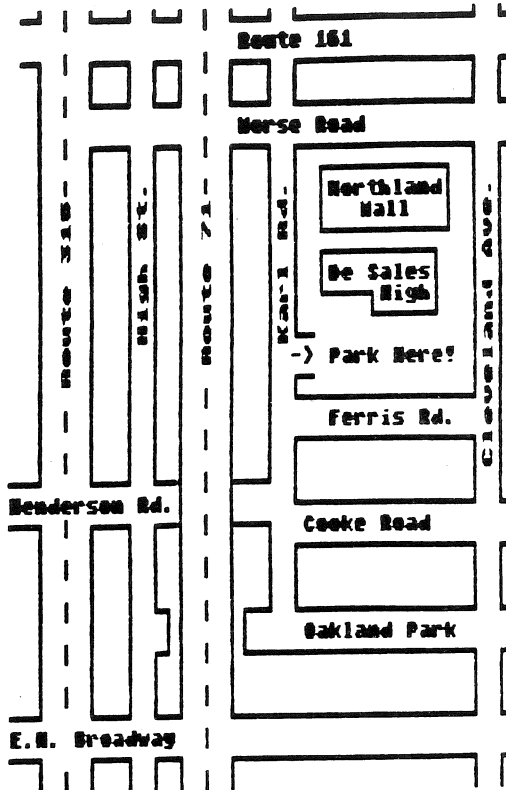 Route 161
Morse Road
Northland
Mall
Route 315
High St.
Route 71
Karl Rd.
Cleveland Ave.
De Sales
High
-> Park Here!
Ferris Rd.
Henderson Rd.
Cooke Road
Oakland Park
E.N. Broadway